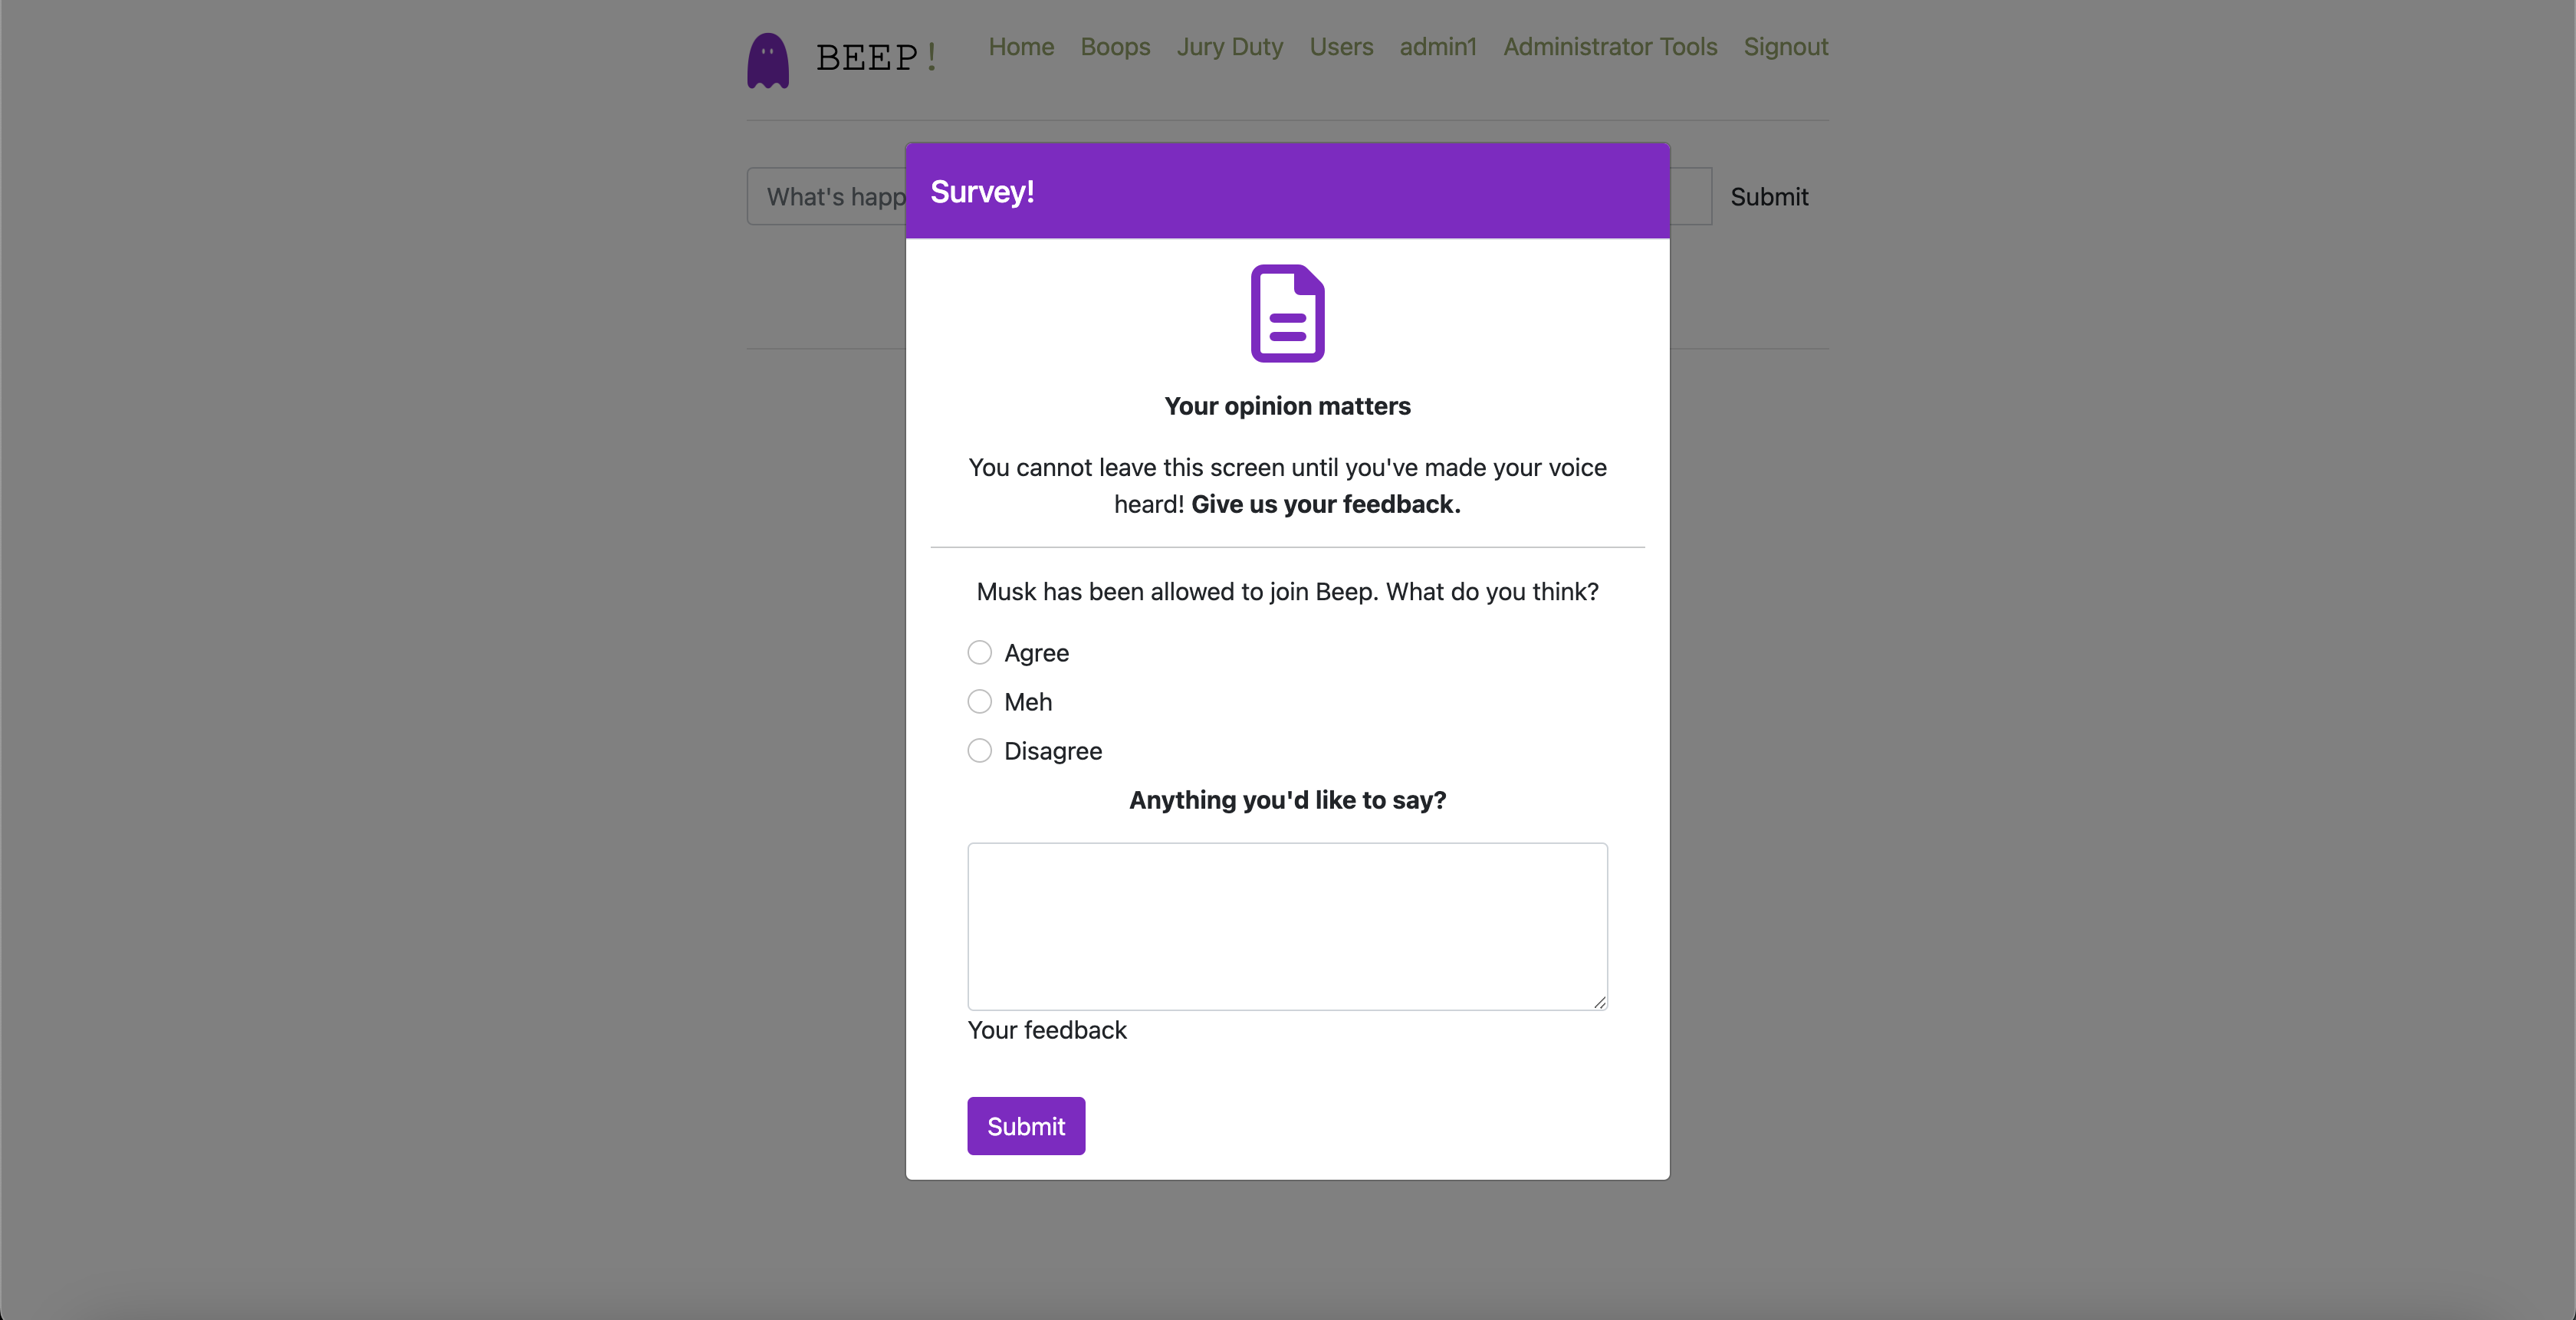 BEEP!
Home Boops Jury Duty Users admin1 Administrator Tools Signout
What's happ
Submit
Survey!
Your opinion matters
You cannot leave this screen until you've made your voice
heard! Give us your feedback.
Musk has been allowed to join Beep. What do you think?
Agree
Meh
Disagree
Anything you'd like to say?
Your feedback
Submit